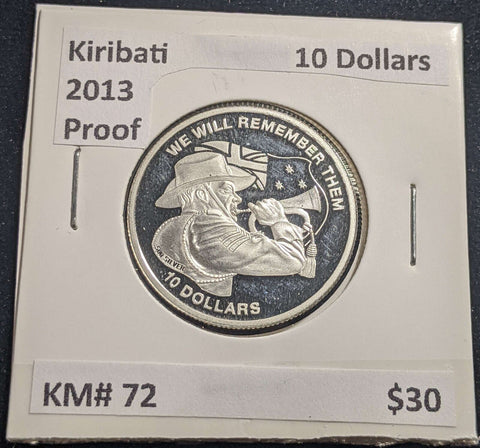 Kiribati 10 Dollars
2013
Proof
WE WILL REMEMBER THEM
10 DOLLARS
KM# 72 $30